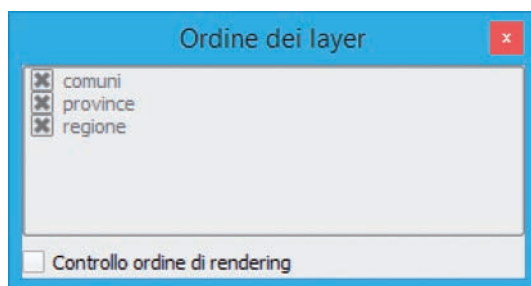 Ordine dei layer
comuni
province
regione
Controllo ordine di rendering